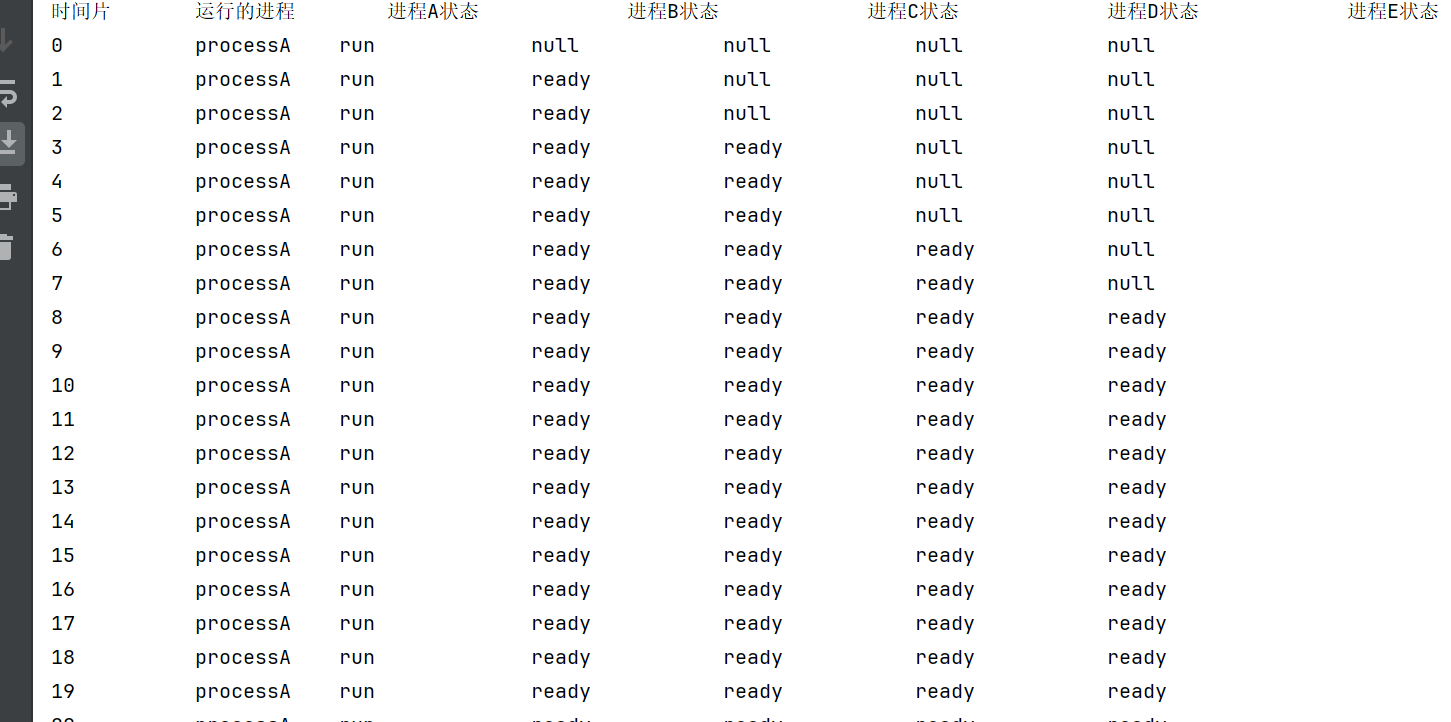 时间片 运行的进程 进程A状态 进程B状态 进程C状态 进程D状态 进程E状态
0 processA run null null null null
1 processA run ready null null null
2 processA run ready null null null
3 processA run ready ready null null
4 processA run ready ready null null
5 processA run ready ready null null
6 processA run ready ready ready null
7 processA run ready ready ready null
8 processA run ready ready ready ready
9 processA run ready ready ready ready
10 processA run ready ready ready ready
11 processA run ready ready ready ready
12 processA run ready ready ready ready
13 processA run ready ready ready ready
14 processA run ready ready ready ready
15 processA run ready ready ready ready
16 processA run ready ready ready ready
17 processA run ready ready ready ready
18 processA run ready ready ready ready
19 processA run ready ready ready ready